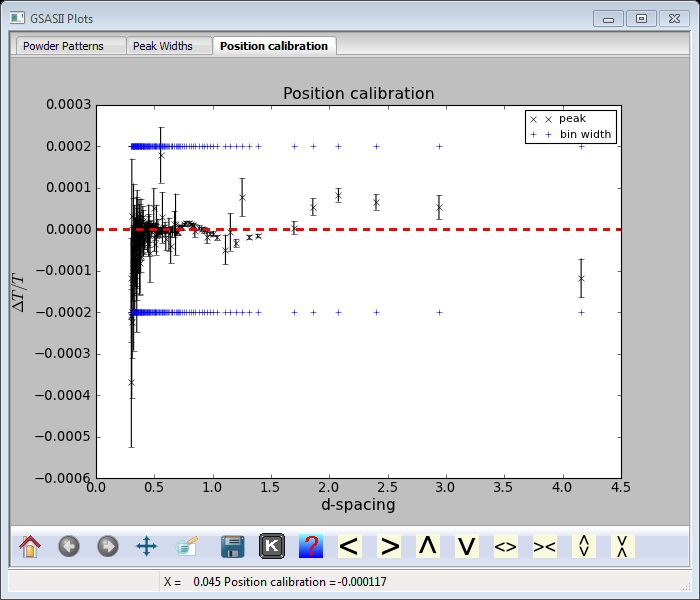 GSASII Plots
Powder Patterns Peak Widths Position calibration
Position calibration
0.0003
0.0002
0.0001
0.0000
−0.0001
−0.0002
−0.0003
−0.0004
−0.0005
−0.0006
ΔT/T
peak
bin width
0.0 0.5 1.0 1.5 2.0 2.5 3.0 3.5 4.0 4.5
d-spacing
K ? < > Λ V <> >< 
X = 0.045 Position calibration =-0.000117